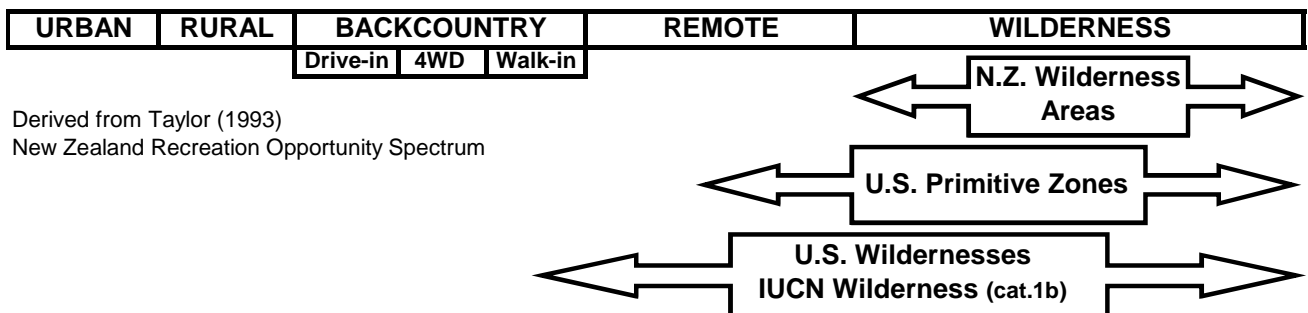 URBAN RURAL BACKCOUNTRY REMOTE WILDERNESS
Drive-in 4WD Walk-in
N.Z. Wilderness
Areas
Derived from Taylor (1993)
New Zealand Recreation Opportunity Spectrum
U.S. Primitive Zones
U.S. Wildernesses
IUCN Wilderness (cat.1b)